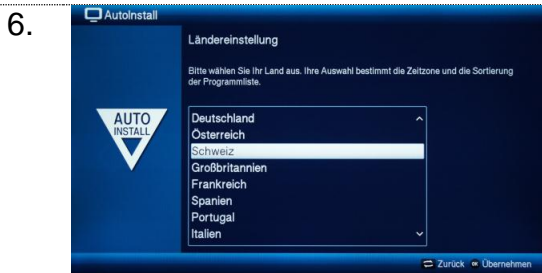 6.
AutoInstall
Ländereinstellung
Bitte wählen Sie Ihr Land aus. Ihre Auswahl bestimmt die Zeitzone und die Sortierung
der Programmliste.
AUTO
INSTALL
Deutschland
Österreich
Schweiz
Großbritannien
Frankreich
Spanien
Portugal
Italien
Zurück OK Übernehmen